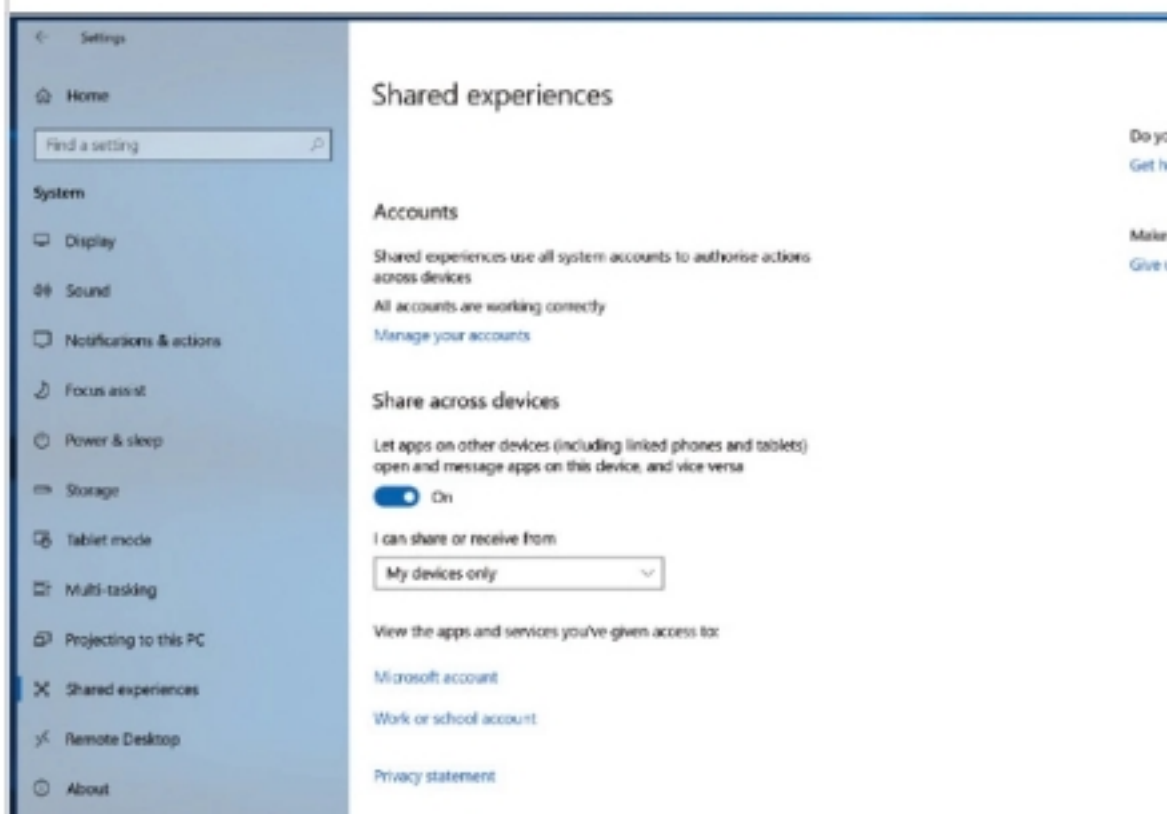 Settings
Home
Find a setting
System
Display
Sound
Notifications & actions
Focus assist
Power & sleep
Storage
Tablet mode
Multi-tasking
Projecting to this PC
Shared experiences
Remote Desktop
About
Shared experiences
Accounts
Shared experiences use all system accounts to authorise actions
across devices
All accounts are working correctly
Manage your accounts
Share across devices
Let apps on other devices (including linked phones and tablets)
open and message apps on this device, and vice versa
On
I can share or receive from
My devices only
View the apps and services you've given access to:
Microsoft account
Work or school account
Privacy statement
Do yo
Get h
Make
Give